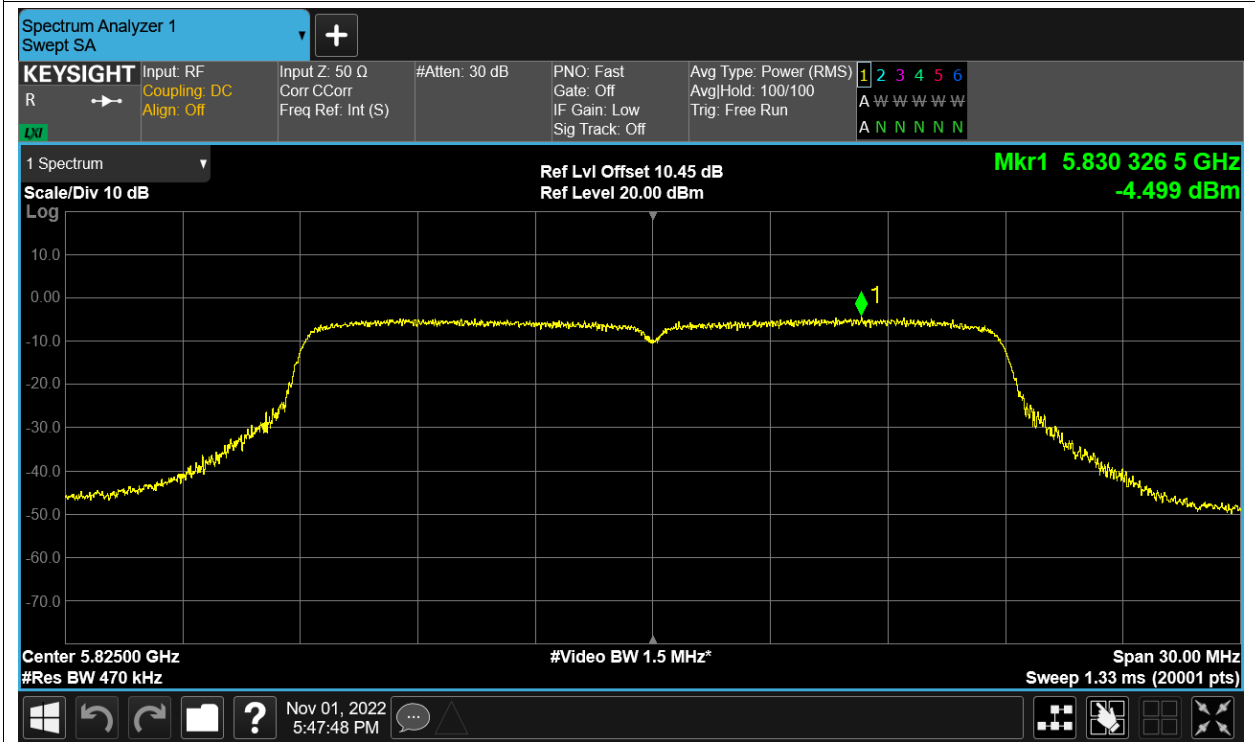 Spectrum Analyzer 1
Swept SA
+
KEYSIGHT
R
LXI
Input: RF
Coupling: DC
Align: Off
Input Z: 50 Ω
Corr CCorr
Freq Ref: Int (S)
#Atten: 30 dB
PNO: Fast
Gate: Off
IF Gain: Low
Sig Track: Off
Avg Type: Power (RMS)
Avg|Hold: 100/100
Trig: Free Run
1 2 3 4 5 6
A W W W W W
A N N N N N
1 Spectrum
Scale/Div 10 dB
Ref Lvl Offset 10.45 dB
Ref Level 20.00 dBm
Mkr1 5.830 326 5 GHz
-4.499 dBm
Log
10.0
0.00
-10.0
-20.0
-30.0
-40.0
-50.0
-60.0
-70.0
1
Center 5.82500 GHz
#Res BW 470 kHz
#Video BW 1.5 MHz*
Span 30.00 MHz
Sweep 1.33 ms (20001 pts)
?
Nov 01, 2022
5:47:48 PM